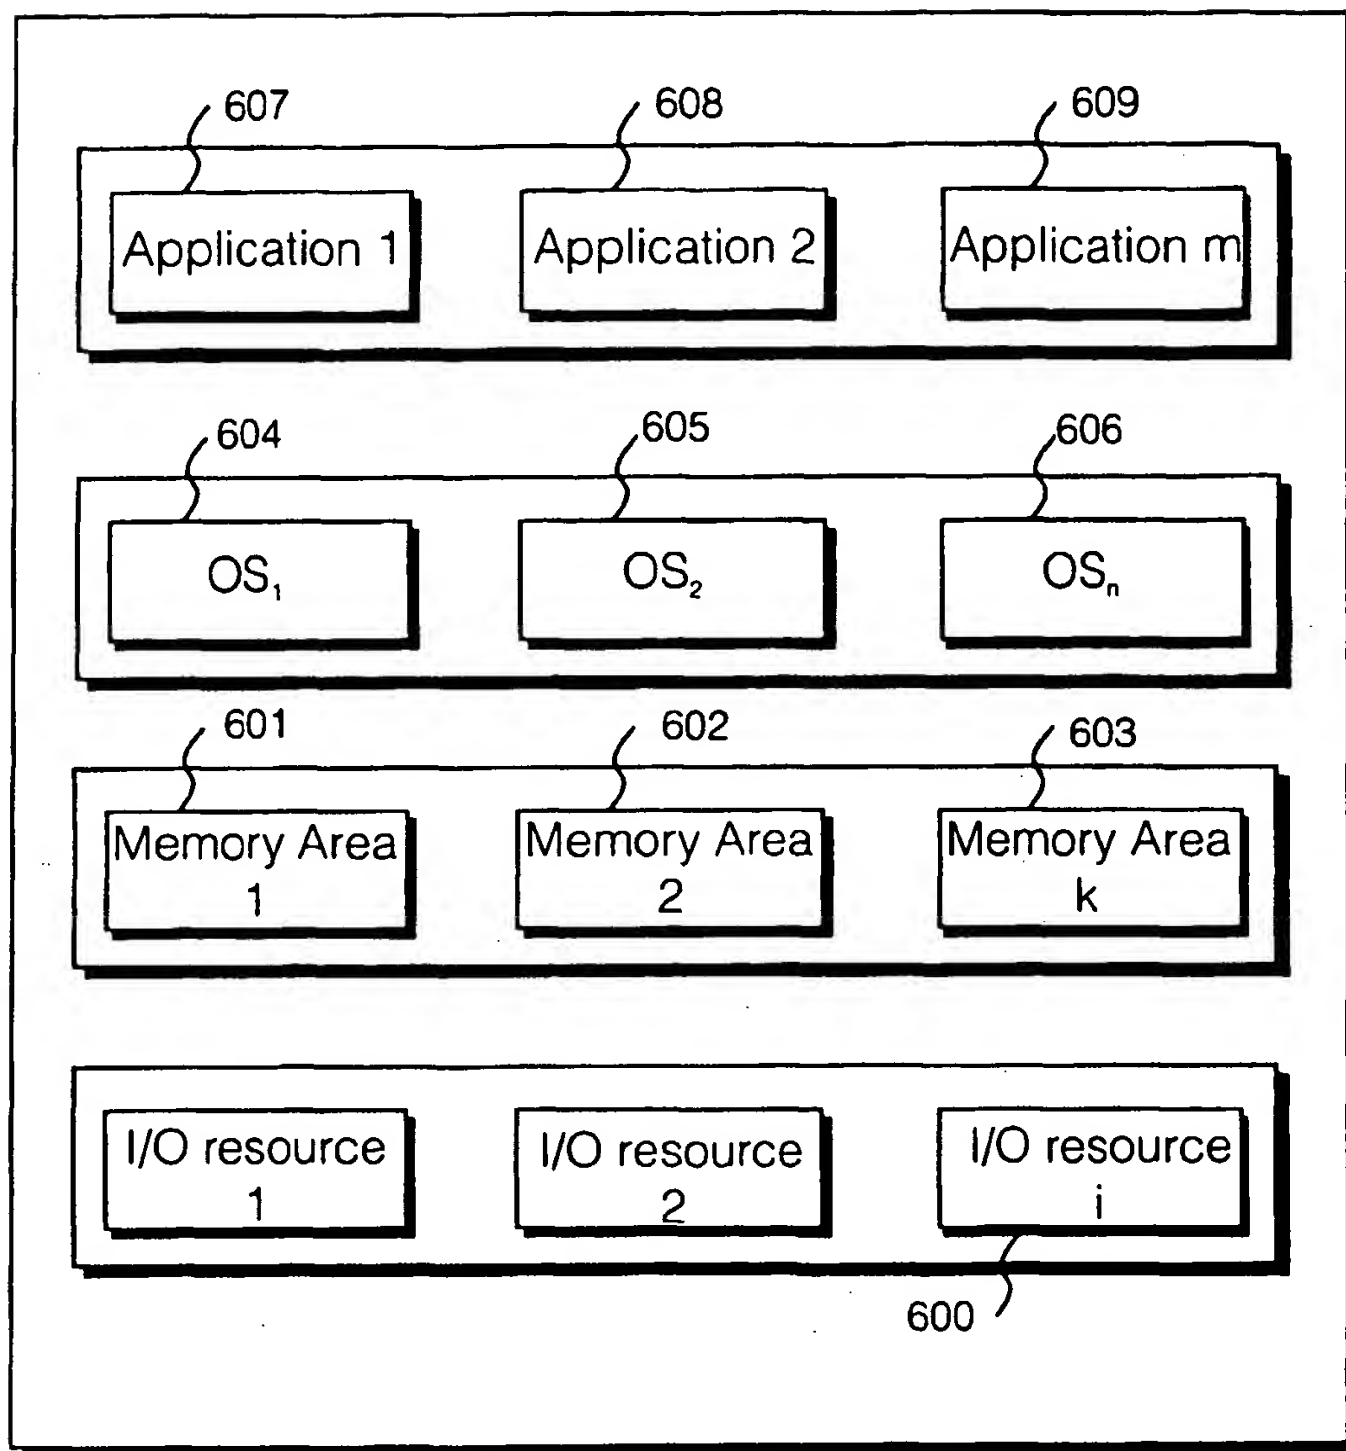 607 608 609
Application 1 Application 2 Application m
604 605 606
OS₁ OS₂ OSₙ
601 602 603
Memory Area Memory Area Memory Area
1 2 k
I/O resource I/O resource I/O resource
1 2 i
600